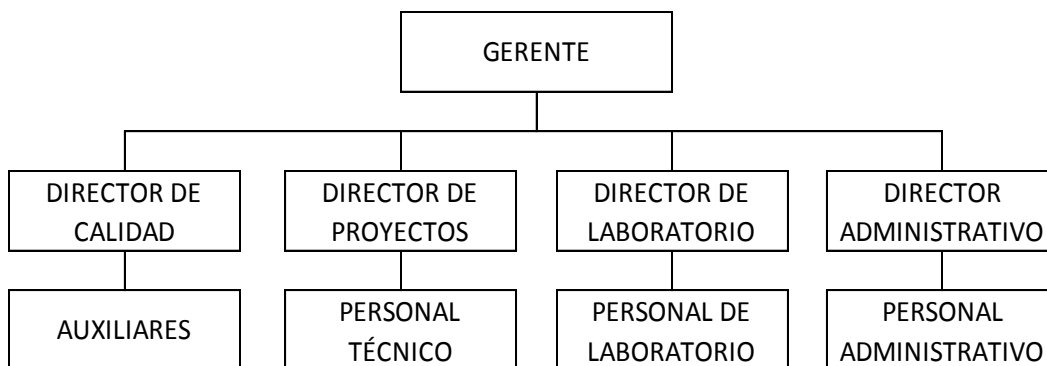 GERENTE
DIRECTOR DE
CALIDAD
DIRECTOR DE
PROYECTOS
DIRECTOR DE
LABORATORIO
DIRECTOR
ADMINISTRATIVO
AUXILIARES
PERSONAL
TÉCNICO
PERSONAL DE
LABORATORIO
PERSONAL
ADMINISTRATIVO